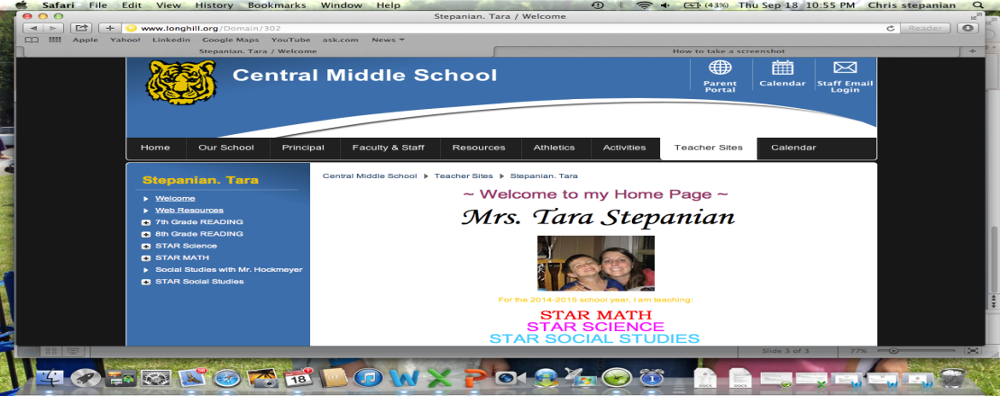 Safari File Edit View History Bookmarks Window Help (43%) Thu Sep 18 10:55 PM Chris stepanian
Stepanian. Tara / Welcome
www.longhill.org/Domain/302 Reader
Apple Yahoo! LinkedIn Google Maps YouTube ask.com News
Stepanian. Tara / Welcome How to take a screenshot
Central Middle School
Parent Portal
Calendar
Staff Email Login
Home Our School Principal Faculty & Staff Resources Athletics Activities Teacher Sites Calendar
Stepanian. Tara
Welcome
Web Resources
7th Grade READING
8th Grade READING
STAR Science
STAR MATH
Social Studies with Mr. Hockmeyer
STAR Social Studies
Central Middle School Teacher Sites Stepanian. Tara
~ Welcome to my Home Page ~
Mrs. Tara Stepanian
For the 2014-2015 school year, I am teaching:
STAR MATH
STAR SCIENCE
STAR SOCIAL STUDIES
Slide 3 of 3 77%
18
DOCX DOCX